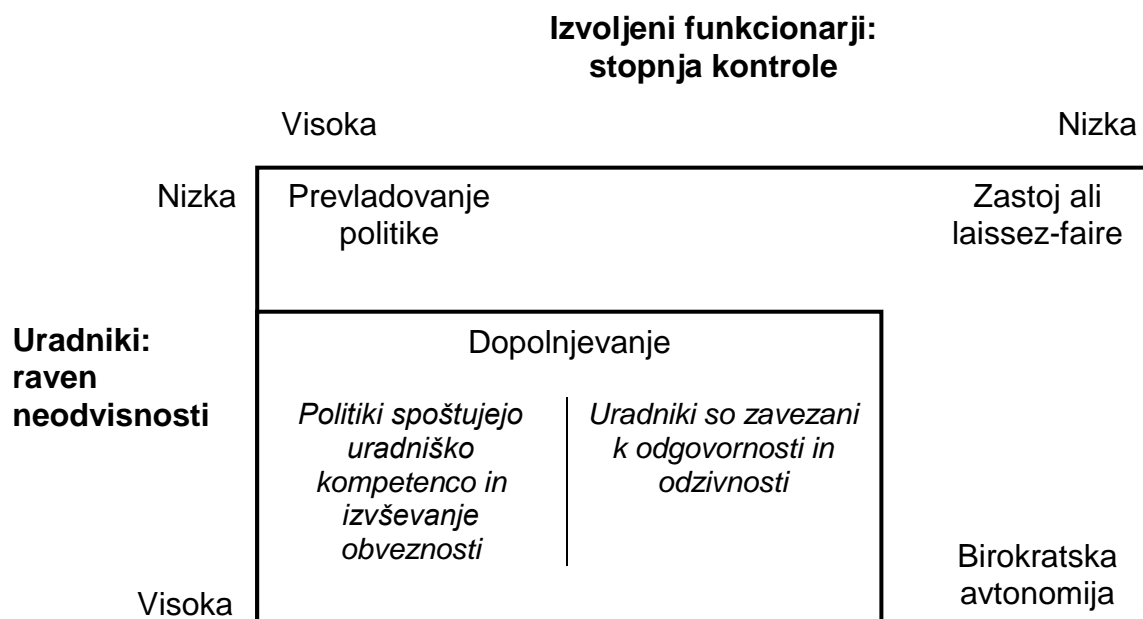 Izvoljeni funkcionarji:
stopnja kontrole
Visoka
Nizka
Nizka
Prevladovanje
politike
Zastoj ali
laissez-faire
Uradniki:
raven
neodvisnosti
Dopolnjevanje
Politiki spoštujejo
uradniško
kompetenco in
izvševanje
obveznosti
Uradniki so zavezani
k odgovornosti in
odzivnosti
Birokratska
avtonomija
Visoka